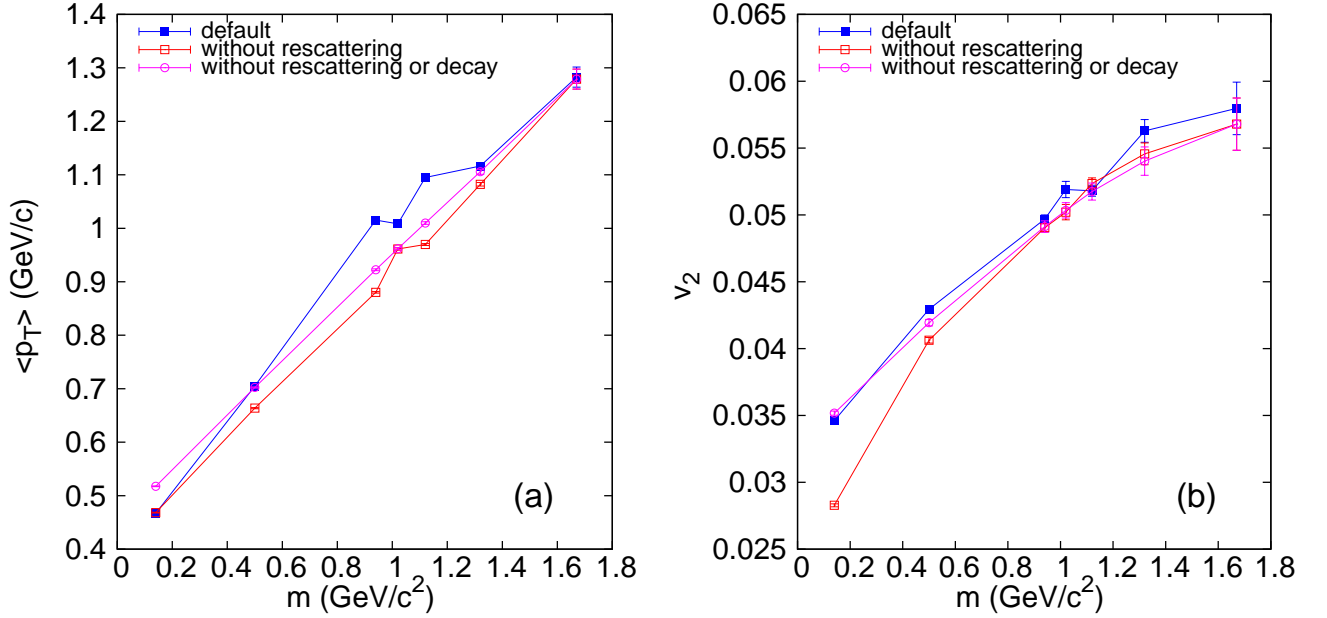 default
without rescattering
without rescattering or decay
1.4
1.3
1.2
1.1
1
0.9
0.8
0.7
0.6
0.5
0.4
<p_T> (GeV/c)
(a)
0 0.2 0.4 0.6 0.8 1.0 1.2 1.4 1.6 1.8
m (GeV/c²)
default
without rescattering
without rescattering or decay
0.065
0.06
0.055
0.05
0.045
0.04
0.035
0.03
0.025
v₂
(b)
0 0.2 0.4 0.6 0.8 1.0 1.2 1.4 1.6 1.8
m (GeV/c²)